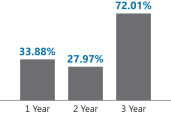 72.01%
33.88%
27.97%
1 Year
2 Year
3 Year